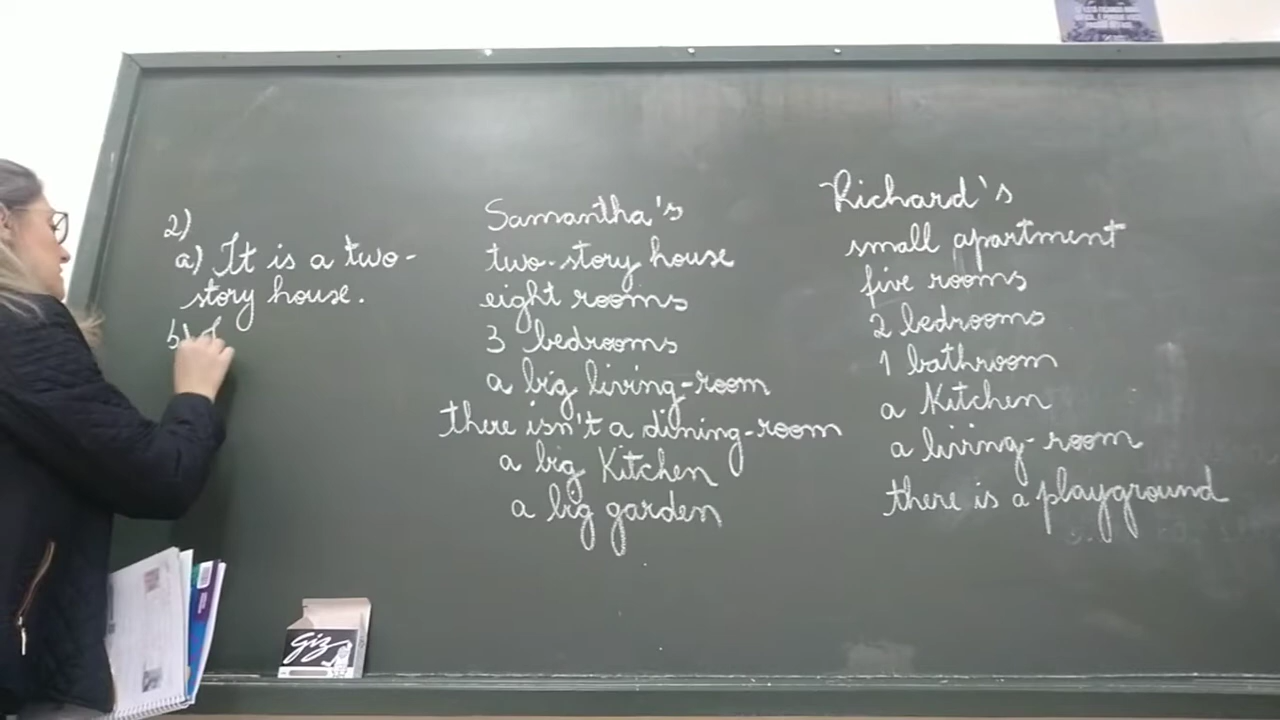 2)
a) It is a two-
story house.
b)
Samantha's
two-story house
eight rooms
3 bedrooms
a big living-room
there isn't a dining-room
a big Kitchen
a big garden
Richard's
small apartment
five rooms
2 bedrooms
1 bathroom
a Kitchen
a living-room
there is a playground
giz